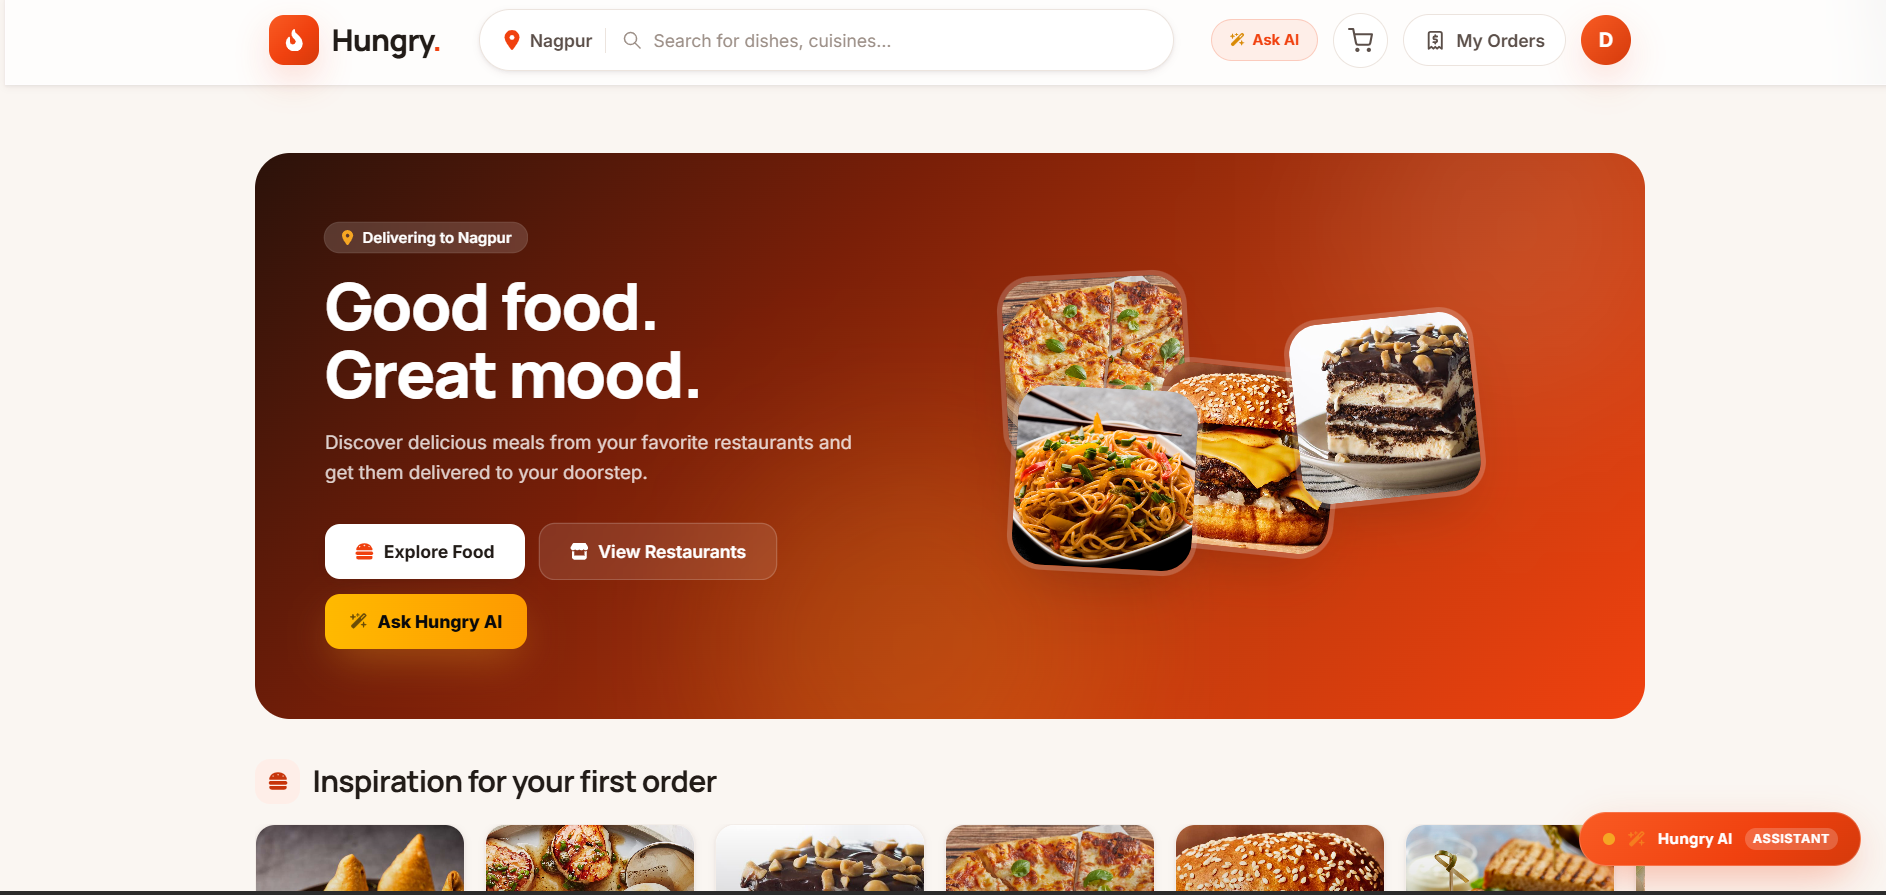 Hungry.
Nagpur
Search for dishes, cuisines...
Ask AI
My Orders
D
Delivering to Nagpur
Good food.
Great mood.
Discover delicious meals from your favorite restaurants and
get them delivered to your doorstep.
Explore Food
View Restaurants
Ask Hungry AI
Inspiration for your first order
Hungry AI ASSISTANT